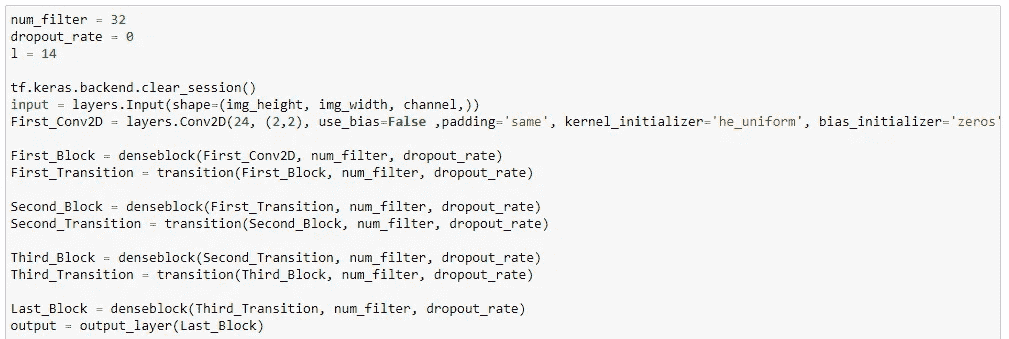 num_filter = 32
dropout_rate = 0
l = 14
tf.keras.backend.clear_session()
input = layers.Input(shape=(img_height, img_width, channel,))
First_Conv2D = layers.Conv2D(24, (2,2), use_bias=False ,padding='same', kernel_initializer='he_uniform', bias_initializer='zeros'
First_Block = denseblock(First_Conv2D, num_filter, dropout_rate)
First_Transition = transition(First_Block, num_filter, dropout_rate)
Second_Block = denseblock(First_Transition, num_filter, dropout_rate)
Second_Transition = transition(Second_Block, num_filter, dropout_rate)
Third_Block = denseblock(Second_Transition, num_filter, dropout_rate)
Third_Transition = transition(Third_Block, num_filter, dropout_rate)
Last_Block = denseblock(Third_Transition, num_filter, dropout_rate)
output = output_layer(Last_Block)